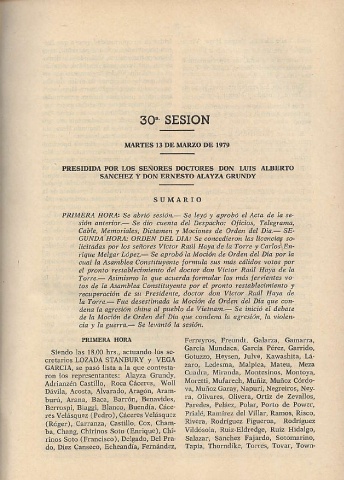 30ª SESION
MARTES 13 DE MARZO DE 1979
PRESIDIDA POR LOS SEÑORES DOCTORES DON LUIS ALBERTO
SANCHEZ Y DON ERNESTO ALAYZA GRUNDY
SUMARIO
PRIMERA HORA: Se abrió sesión.— Se leyó y aprobó el Acta de la se-
sión anterior.— Se dio cuenta del Despacho: Oficios, Telegrama,
Cable, Memoriales, Dictamen y Mociones de Orden del Día.— SE-
GUNDA HORA: ORDEN DEL DIA: Se concedieron las licencias so-
licitadas por los señores Víctor Raúl Haya de la Torre y Carlos En-
rique Melgar López.— Se aprobó la Moción de Orden del Día por la
cual la Asamblea Constituyente formula sus más cálidos votos por
el pronto restablecimiento del doctor don Víctor Raúl Haya de la
Torre.— Asimismo la que acuerda formular los más fervientes vo-
tos de la Asamblea Constituyente por el pronto restablecimiento y
recuperación de su Presidente, doctor don Víctor Raúl Haya de
la Torre.— Fue desestimada la Moción de Orden del Día que con-
dena la agresión china al pueblo de Vietnam.— Se inició el debate
de la Moción de Orden del Día que condena la agresión, la violen-
cia y la guerra.— Se levantó la sesión.
PRIMERA HORA
Siendo las 18.00 hrs., actuando los se-
cretarios LOZADA STANBURY y VEGA
GARCIA, se pasó lista a la que contesta-
ron los representantes: Alayza Grundy,
Adrianzén Castillo, Roca Cáceres, Wolf
Dávila, Acosta, Alvarado, Aragón, Aram-
burú, Arana, Baca, Barrón, Benavides,
Berrospi, Biaggi, Blanco, Buendía, Cáce-
res Velásquez (Pedro), Cáceres Velásquez
(Róger), Carranza, Castillo, Cox, Cham-
ba, Chang, Chirinos Soto (Enrique), Chi-
rinos Soto (Francisco), Delgado, Del Pra-
do, Díez Canseco, Echeandía, Fernández,
Ferreyros, Freundt, Galarza, Gamarra,
García Mundaca, García Pérez, Garrido,
Gotuzzo, Heysen, Julve, Kawashita, Lá-
zaro, Ledesma, Malpica, Mateu, Meza
Cuadra, Miranda, Montesinos, Montoya,
Moretti, Mufarech, Muñiz, Muñoz Córdo-
va, Muñoz Garay, Napurí, Negreiros, Ney-
ra, Olivares, Olivera, Ortiz de Zevallos,
Paredes, Peláez, Polar, Porto de Power,
Prialé, Ramírez del Villar, Ramos, Risco,
Rivera, Rodríguez Figueroa, Rodríguez
Vildósola, Ruiz-Eldredge, Ruiz Hidalgo,
Salazar, Sánchez Fajardo, Sotomarino,
Tapia, Thorndike, Torres, Tovar, Town-